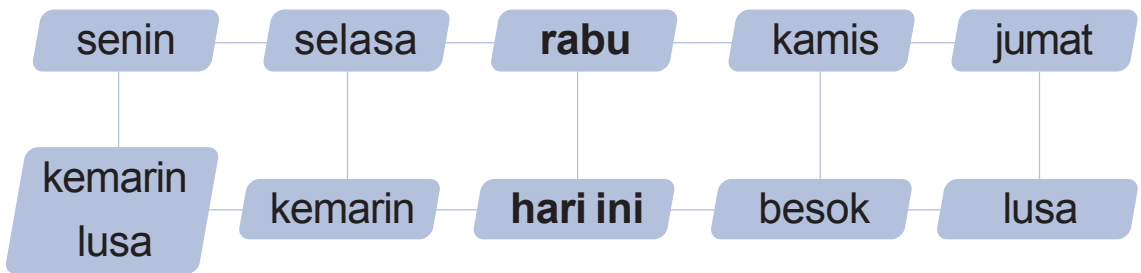 senin selasa rabu kamis jumat
kemarin
lusa
kemarin hari ini besok lusa